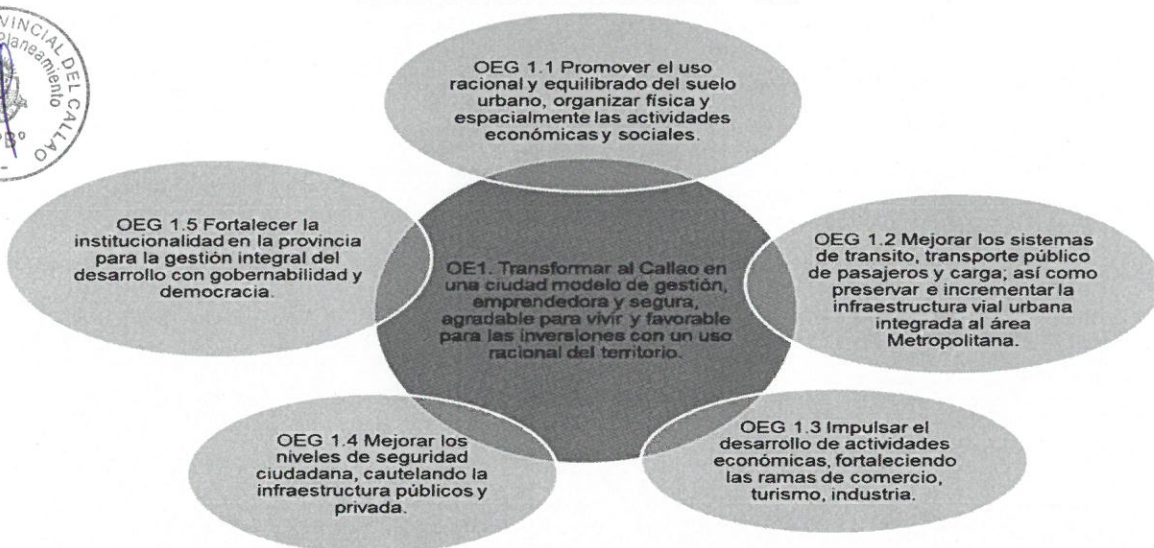 VINCIAL DEL CALLAO
Planeamiento
OEG 1.1 Promover el uso
racional y equilibrado del suelo
urbano, organizar física y
espacialmente las actividades
económicas y sociales.
OEG 1.5 Fortalecer la
institucionalidad en la provincia
para la gestión integral del
desarrollo con gobernabilidad y
democracia.
OE1. Transformar al Callao en
una ciudad modelo de gestión,
emprendedora y segura,
agradable para vivir y favorable
para las inversiones con un uso
racional del territorio.
OEG 1.2 Mejorar los sistemas
de transito, transporte público
de pasajeros y carga; así como
preservar e incrementar la
infraestructura vial urbana
integrada al área
Metropolitana.
OEG 1.4 Mejorar los
niveles de seguridad
ciudadana, cautelando la
infraestructura públicos y
privada.
OEG 1.3 Impulsar el
desarrollo de actividades
económicas, fortaleciendo
las ramas de comercio,
turismo, industria.